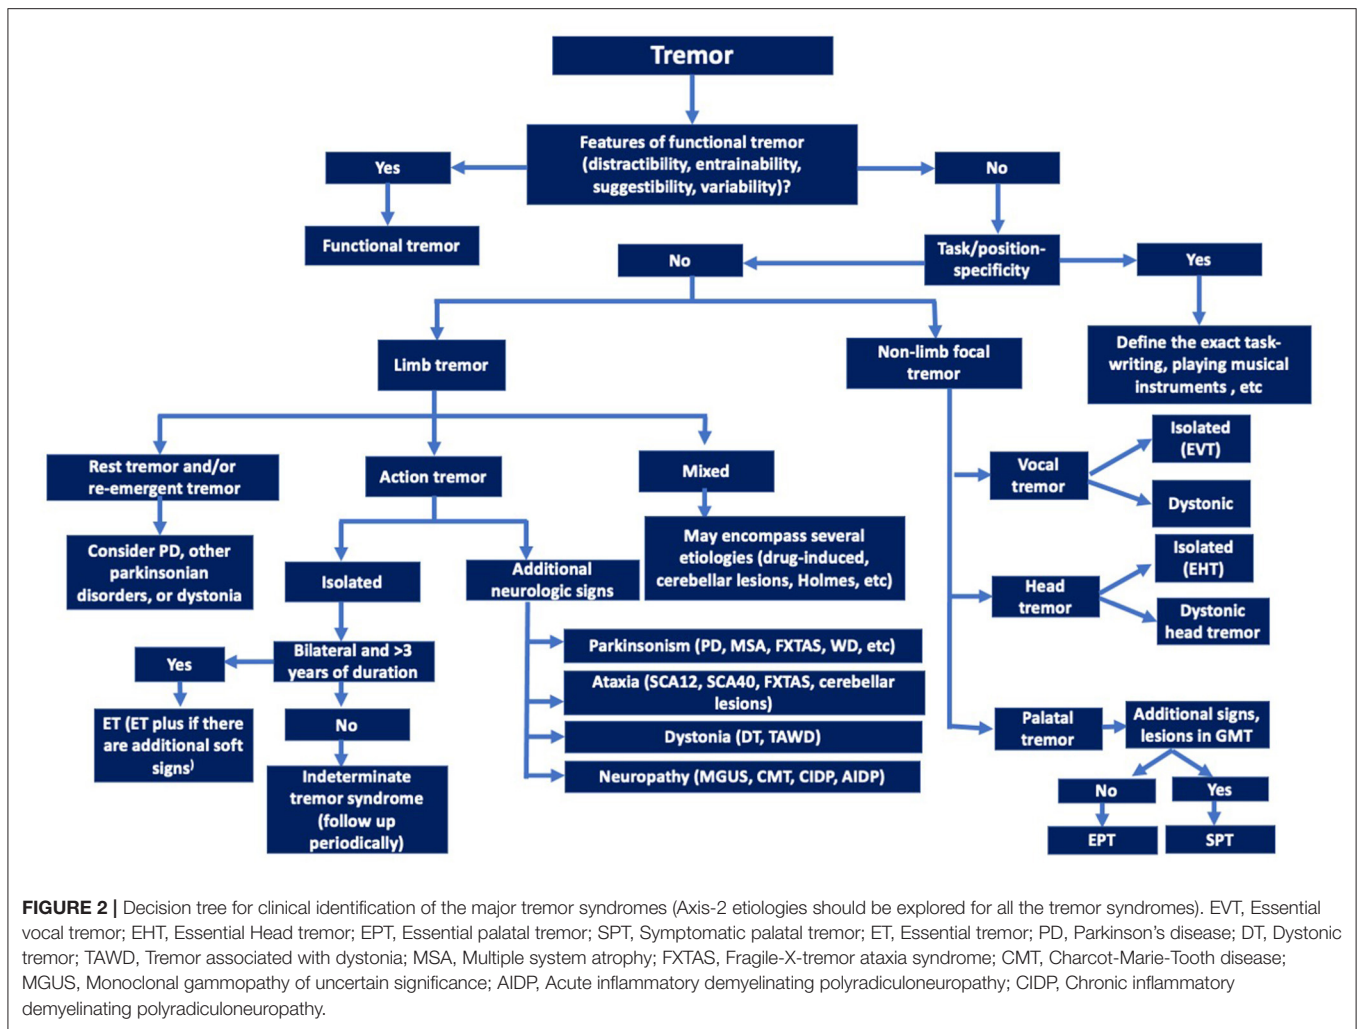 Tremor
Features of functional tremor
(distractibility, entrainability,
suggestibility, variability)?
Yes
No
Functional tremor
Task/position-
specificity
No
Yes
Define the exact task-
writing, playing musical
instruments , etc
Limb tremor
Non-limb focal
tremor
Rest tremor and/or
re-emergent tremor
Action tremor
Mixed
Consider PD, other
parkinsonian
disorders, or dystonia
Isolated
Additional
neurologic signs
May encompass several
etiologies (drug-induced,
cerebellar lesions, Holmes, etc)
Bilateral and >3
years of duration
Yes
No
ET (ET plus if there
are additional soft
signs)
Indeterminate
tremor syndrome
(follow up
periodically)
Parkinsonism (PD, MSA, FXTAS, WD, etc)
Ataxia (SCA12, SCA40, FXTAS, cerebellar
lesions)
Dystonia (DT, TAWD)
Neuropathy (MGUS, CMT, CIDP, AIDP)
Vocal
tremor
Isolated
(EVT)
Dystonic
Head
tremor
Isolated
(EHT)
Dystonic
head tremor
Palatal
tremor
Additional signs,
lesions in GMT
No
Yes
EPT
SPT
FIGURE 2 | Decision tree for clinical identification of the major tremor syndromes (Axis-2 etiologies should be explored for all the tremor syndromes). EVT, Essential
vocal tremor; EHT, Essential Head tremor; EPT, Essential palatal tremor; SPT, Symptomatic palatal tremor; ET, Essential tremor; PD, Parkinson's disease; DT, Dystonic
tremor; TAWD, Tremor associated with dystonia; MSA, Multiple system atrophy; FXTAS, Fragile-X-tremor ataxia syndrome; CMT, Charcot-Marie-Tooth disease;
MGUS, Monoclonal gammopathy of uncertain significance; AIDP, Acute inflammatory demyelinating polyradiculoneuropathy; CIDP, Chronic inflammatory
demyelinating polyradiculoneuropathy.